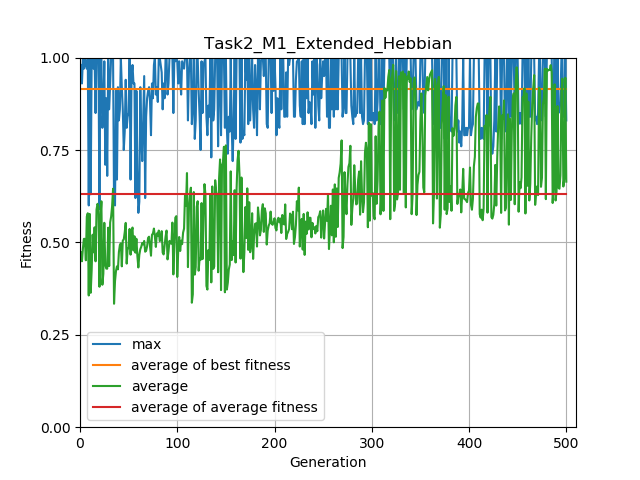 Task2_M1_Extended_Hebbian
1.00
0.75
0.50
0.25
0.00
Fitness
max
average of best fitness
average
average of average fitness
0 100 200 300 400 500
Generation